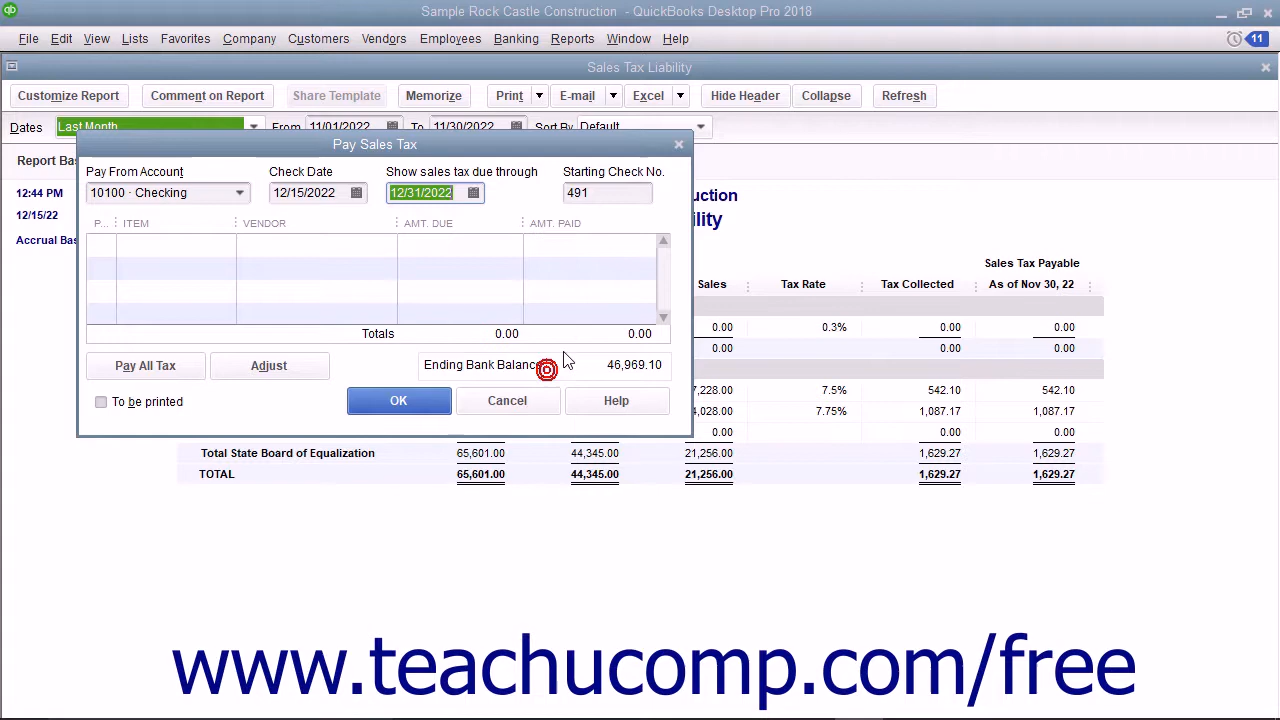 Sample Rock Castle Construction - QuickBooks Desktop Pro 2018
File Edit View Lists Favorites Company Customers Vendors Employees Banking Reports Window Help 11
Sales Tax Liability
Customize Report Comment on Report Share Template Memorize Print E-mail Excel Hide Header Collapse Refresh
Dates Last Month From 11/01/2022 To 11/30/2022 Sort By Default
Pay Sales Tax
Report Bas
12:44 PM
12/15/22
Accrual Bas
Pay From Account Check Date Show sales tax due through Starting Check No.
10100 · Checking 12/15/2022 12/31/2022 491
P... ITEM VENDOR AMT. DUE AMT. PAID
Totals 0.00 0.00
Pay All Tax Adjust Ending Bank Balance 46,969.10
To be printed OK Cancel Help
uction
ility
Sales Tax Payable
Sales Tax Rate Tax Collected As of Nov 30, 22
0.00 0.3% 0.00 0.00
0.00 0.00 0.00
7,228.00 7.5% 542.10 542.10
4,028.00 7.75% 1,087.17 1,087.17
0.00 0.00 0.00
Total State Board of Equalization 65,601.00 44,345.00 21,256.00 1,629.27 1,629.27
TOTAL 65,601.00 44,345.00 21,256.00 1,629.27 1,629.27
www.teachucomp.com/free